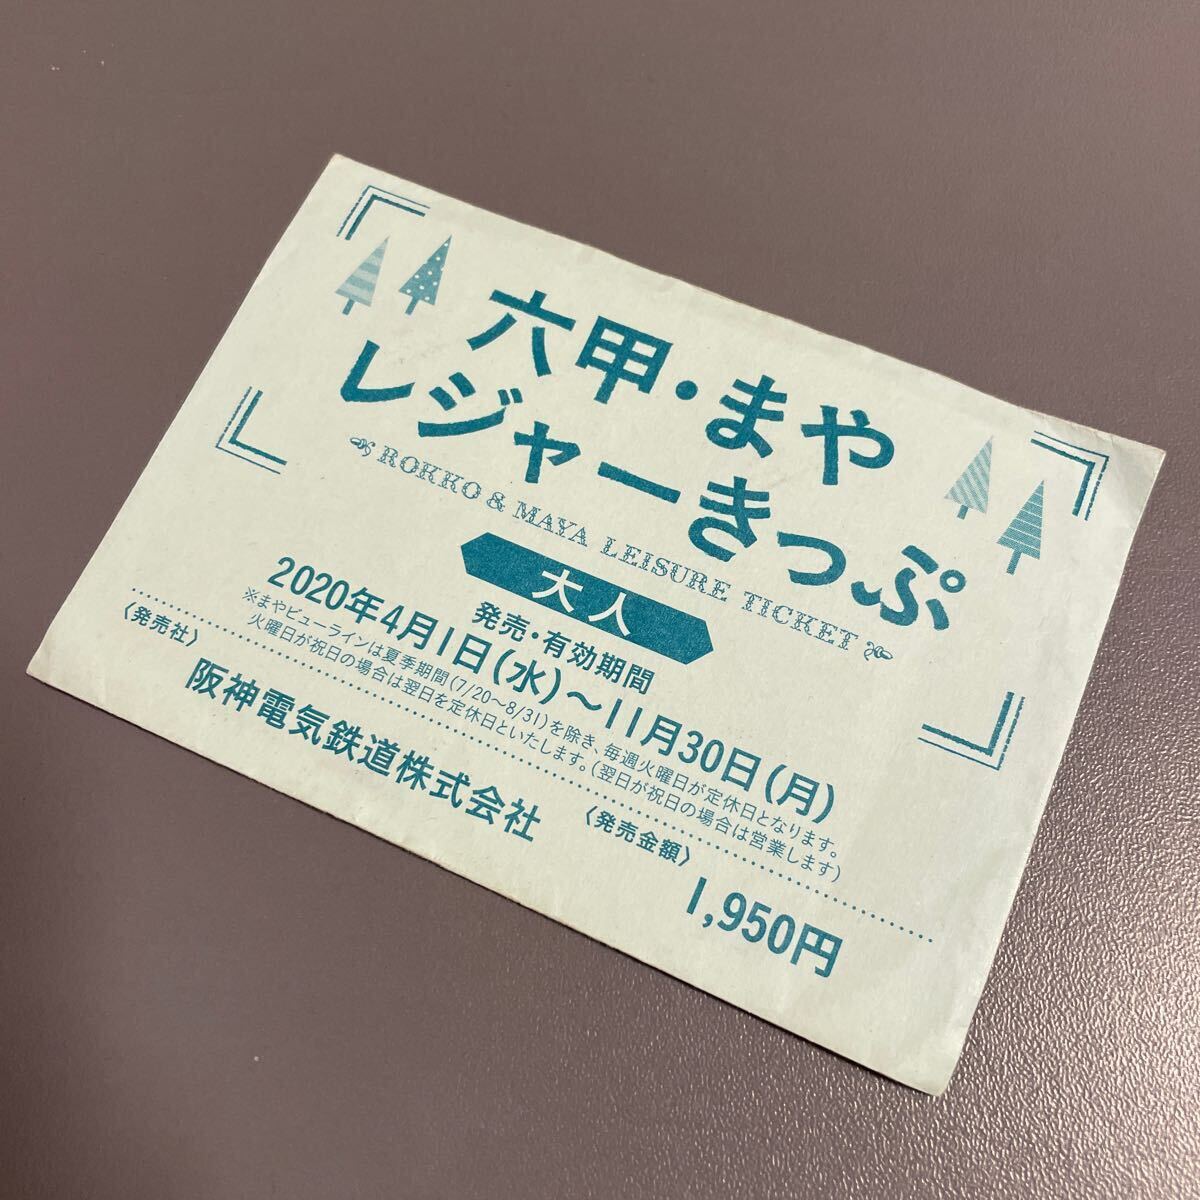 六甲・まや
レジャーきっぷ
ROKKO & MAYA LEISURE TICKET
大人
発売・有効期間
2020年4月1日(水)～11月30日(月)
※まやビューラインは夏季期間(7/20～8/31)を除き、毎週火曜日が定休日となります。
火曜日が祝日の場合は翌日を定休日といたします。(翌日が祝日の場合は営業します)
〈発売社〉
阪神電気鉄道株式会社
〈発売金額〉
1,950円